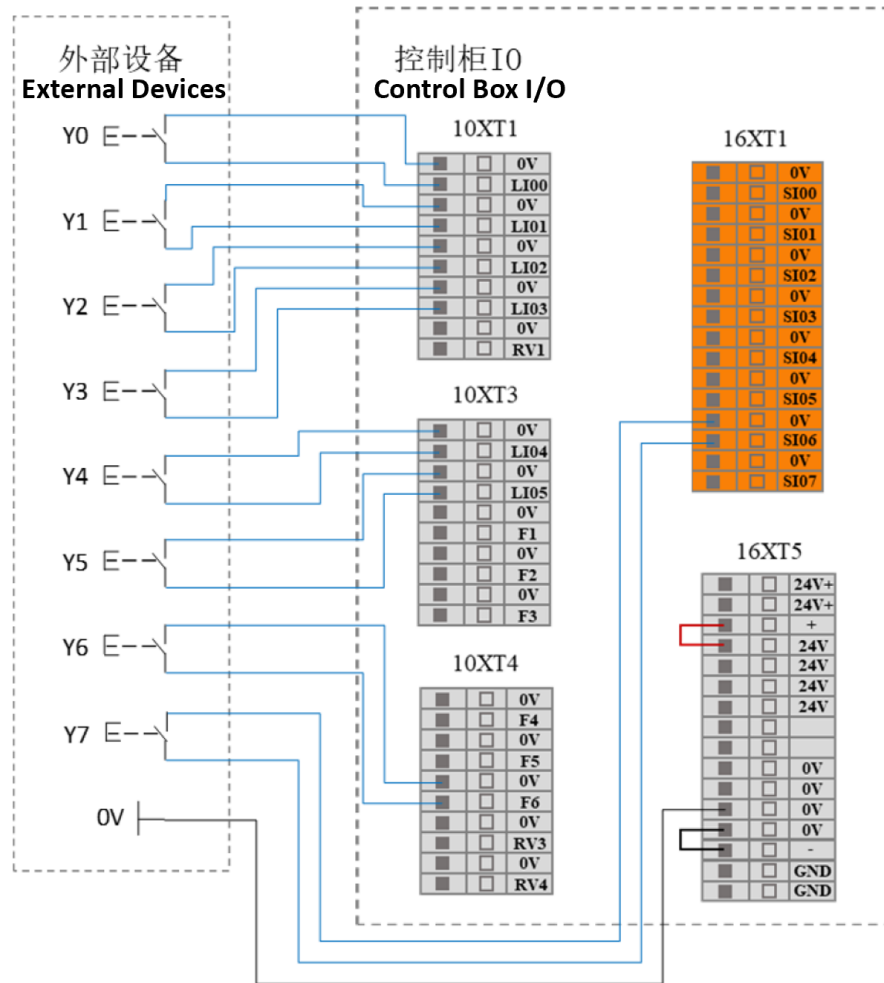 外部设备
External Devices
Y0
Y1
Y2
Y3
Y4
Y5
Y6
Y7
0V
控制柜IO
Control Box I/O
10XT1
0V
LI00
0V
LI01
0V
LI02
0V
LI03
0V
RV1
10XT3
0V
LI04
0V
LI05
0V
F1
0V
F2
0V
F3
10XT4
0V
F4
0V
F5
0V
F6
0V
RV3
0V
RV4
16XT1
0V
SI00
0V
SI01
0V
SI02
0V
SI03
0V
SI04
0V
SI05
0V
SI06
0V
SI07
16XT5
24V+
24V+
+
24V
24V
24V
24V
0V
0V
0V
0V
-
GND
GND